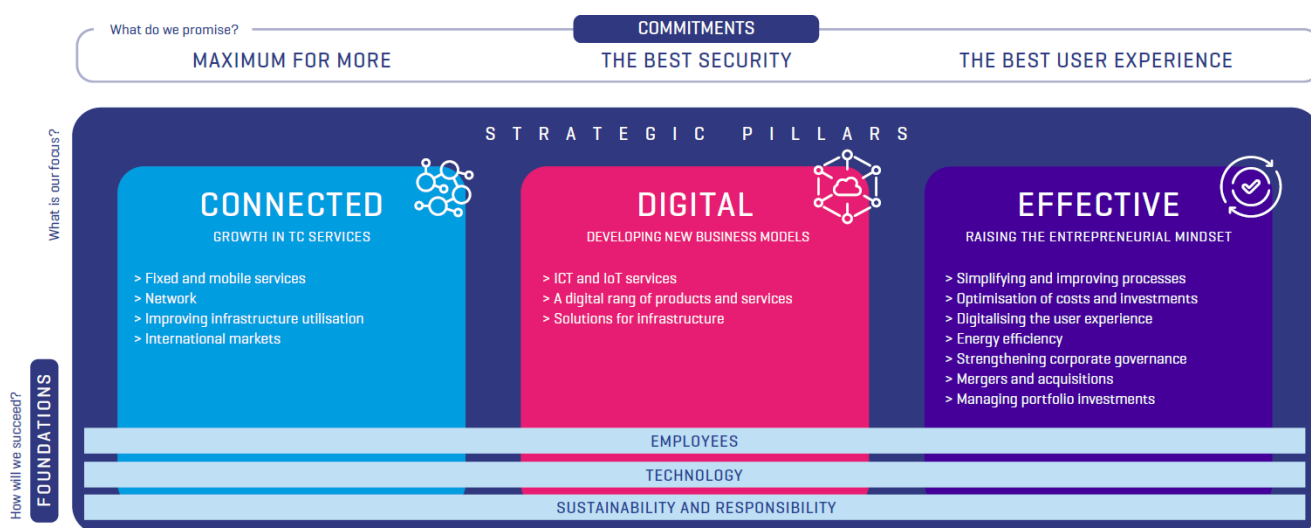 What do we promise?
COMMITMENTS
MAXIMUM FOR MORE
THE BEST SECURITY
THE BEST USER EXPERIENCE
What is our focus?
STRATEGIC PILLARS
CONNECTED
GROWTH IN TC SERVICES
> Fixed and mobile services
> Network
> Improving infrastructure utilisation
> International markets
DIGITAL
DEVELOPING NEW BUSINESS MODELS
> ICT and IoT services
> A digital rang of products and services
> Solutions for infrastructure
EFFECTIVE
RAISING THE ENTREPRENEURIAL MINDSET
> Simplifying and improving processes
> Optimisation of costs and investments
> Digitalising the user experience
> Energy efficiency
> Strengthening corporate governance
> Mergers and acquisitions
> Managing portfolio investments
How will we succeed?
FOUNDATIONS
EMPLOYEES
TECHNOLOGY
SUSTAINABILITY AND RESPONSIBILITY